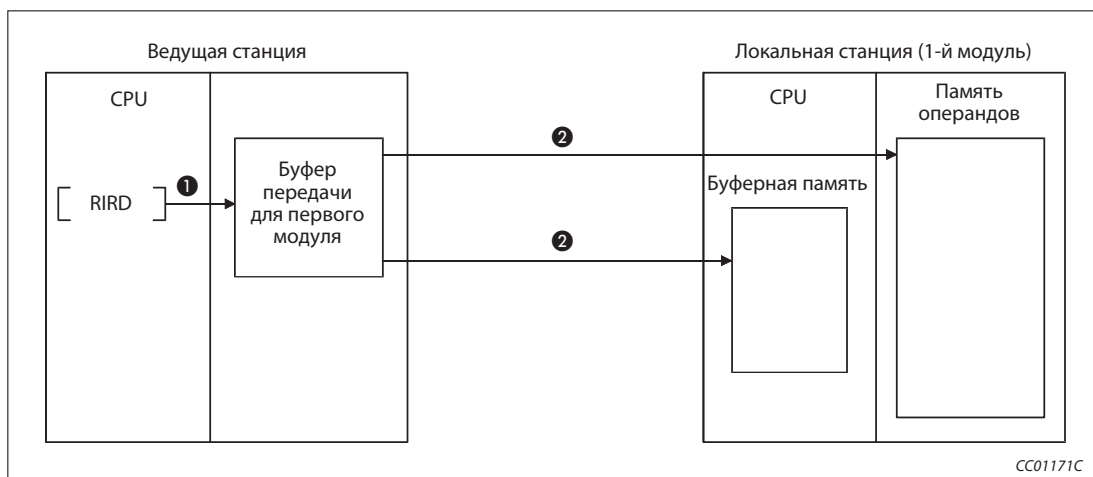 Ведущая станция
Локальная станция (1-й модуль)
CPU
CPU
Память
операндов
RIRD
❶
Буфер
передачи
для первого
модуля
❷
Буферная память
❷
CC01171C